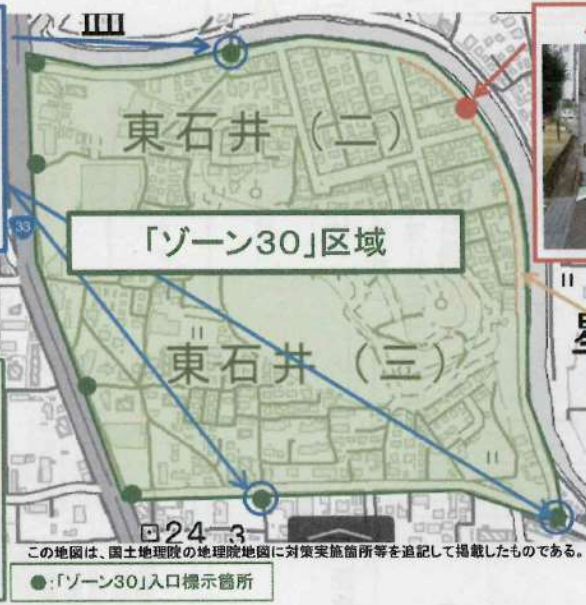 東石井（二）
33
「ゾーン30」区域
東石井（三）
24.3
この地図は、国土地理院の地理院地図に対策実施箇所等を追記して掲載したものである。
●:「ゾーン30」入口標示箇所